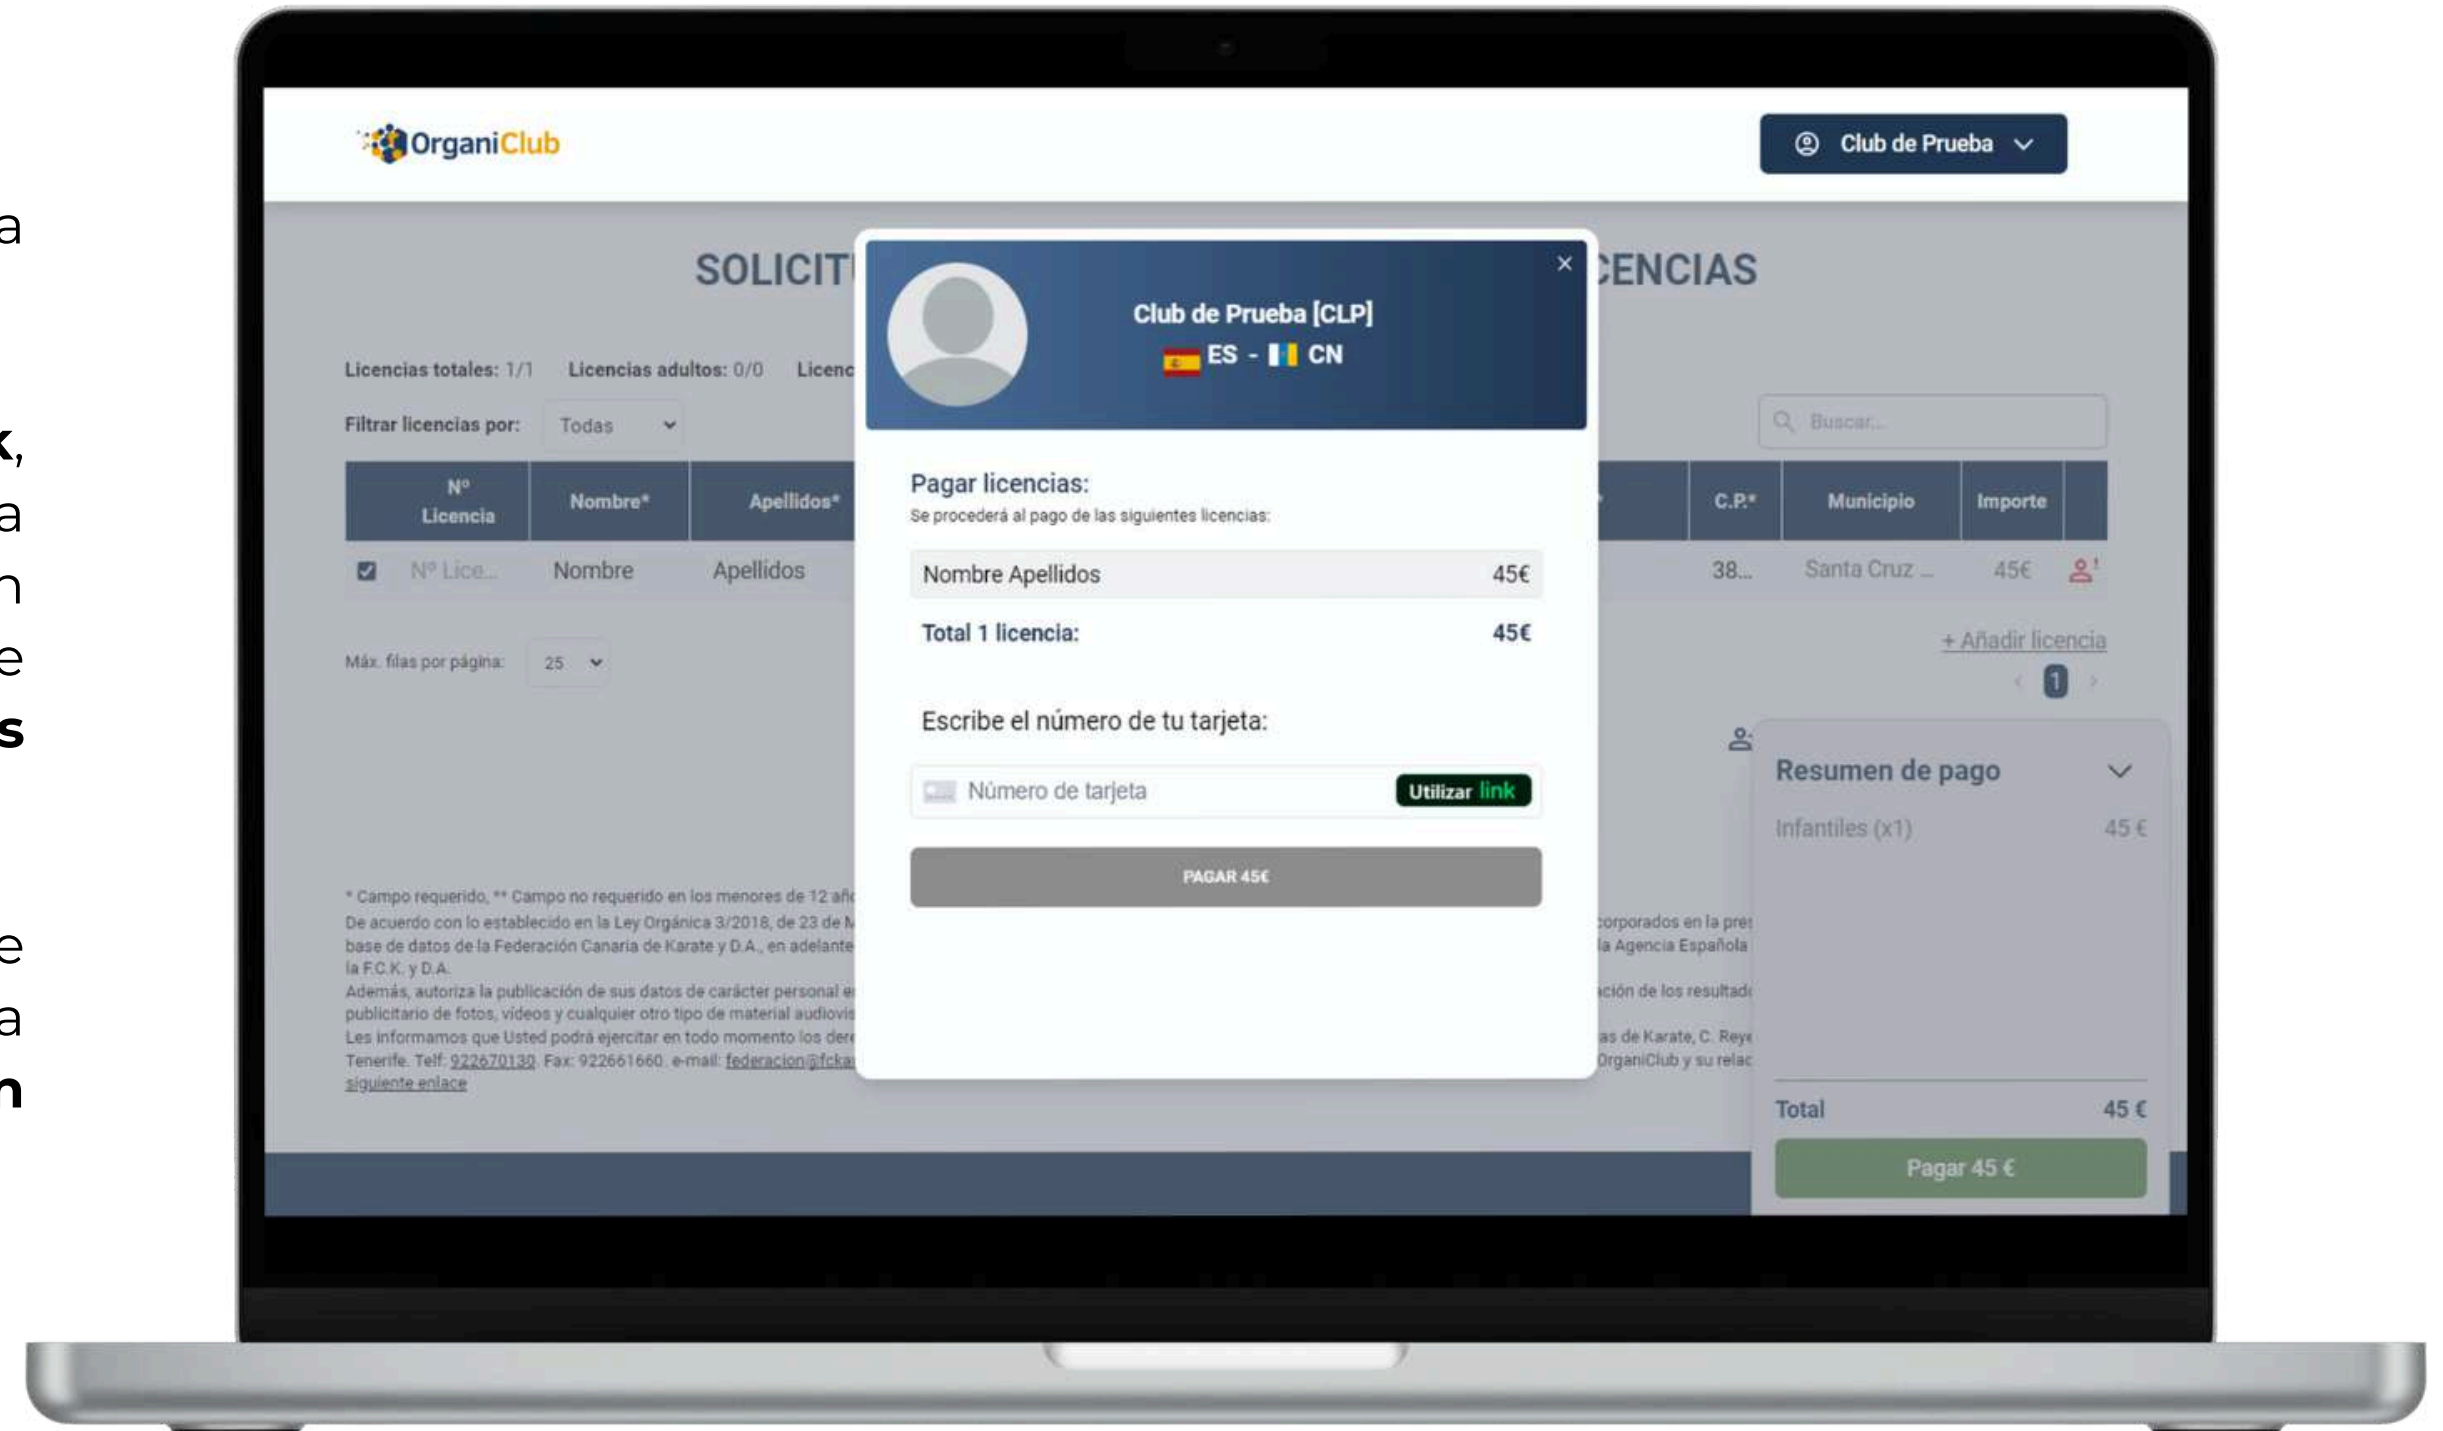 a
k,
a
n
e
s
e
a
n
OrganiClub
Club de Prueba
SOLICIT
CENCIAS
Licencias totales: 1/1 Licencias adultos: 0/0 Licenc
Filtrar licencias por: Todas
Buscar...
Nº Licencia Nombre* Apellidos* C.P.* Municipio Importe
Nº Lice... Nombre Apellidos 38... Santa Cruz ... 45€
Máx. filas por página: 25
+ Añadir licencia
1
Club de Prueba [CLP]
ES - CN
Pagar licencias:
Se procederá al pago de las siguientes licencias:
Nombre Apellidos 45€
Total 1 licencia: 45€
Escribe el número de tu tarjeta:
Número de tarjeta Utilizar link
PAGAR 45€
Resumen de pago
Infantiles (x1) 45 €
Total 45 €
Pagar 45 €
* Campo requerido, ** Campo no requerido en los menores de 12 año
De acuerdo con lo establecido en la Ley Orgánica 3/2018, de 23 de M
corporados en la pres
base de datos de la Federación Canaria de Karate y D.A., en adelante
la Agencia Española
la F.C.K. y D.A.
Además, autoriza la publicación de sus datos de carácter personal e
ación de los resultado
publicitario de fotos, vídeos y cualquier otro tipo de material audiovis
Les informamos que Usted podrá ejercitar en todo momento los dere
as de Karate, C. Reye
Tenerife. Telf: 922670130. Fax: 922661660. e-mail: federacion@fcka
OrganiClub y su relac
siguiente enlace